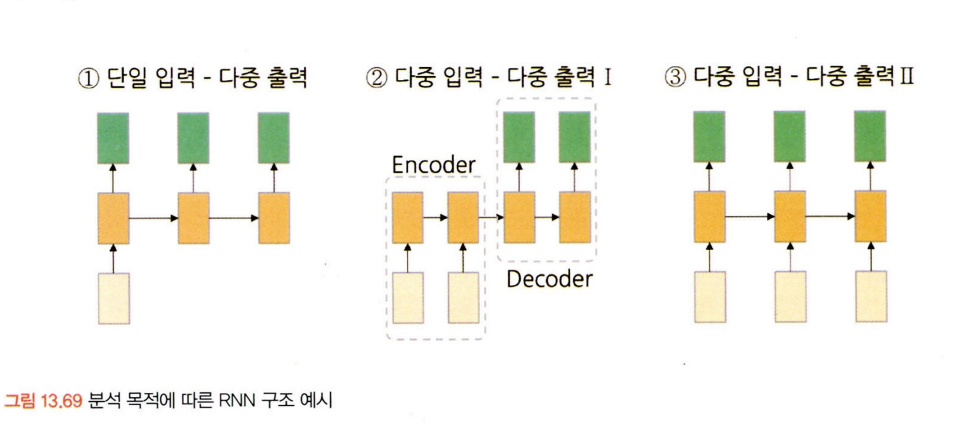 ① 단일 입력 - 다중 출력
② 다중 입력 - 다중 출력 Ⅰ
③ 다중 입력 - 다중 출력Ⅱ
Encoder
Decoder
그림 13.69 분석 목적에 따른 RNN 구조 예시